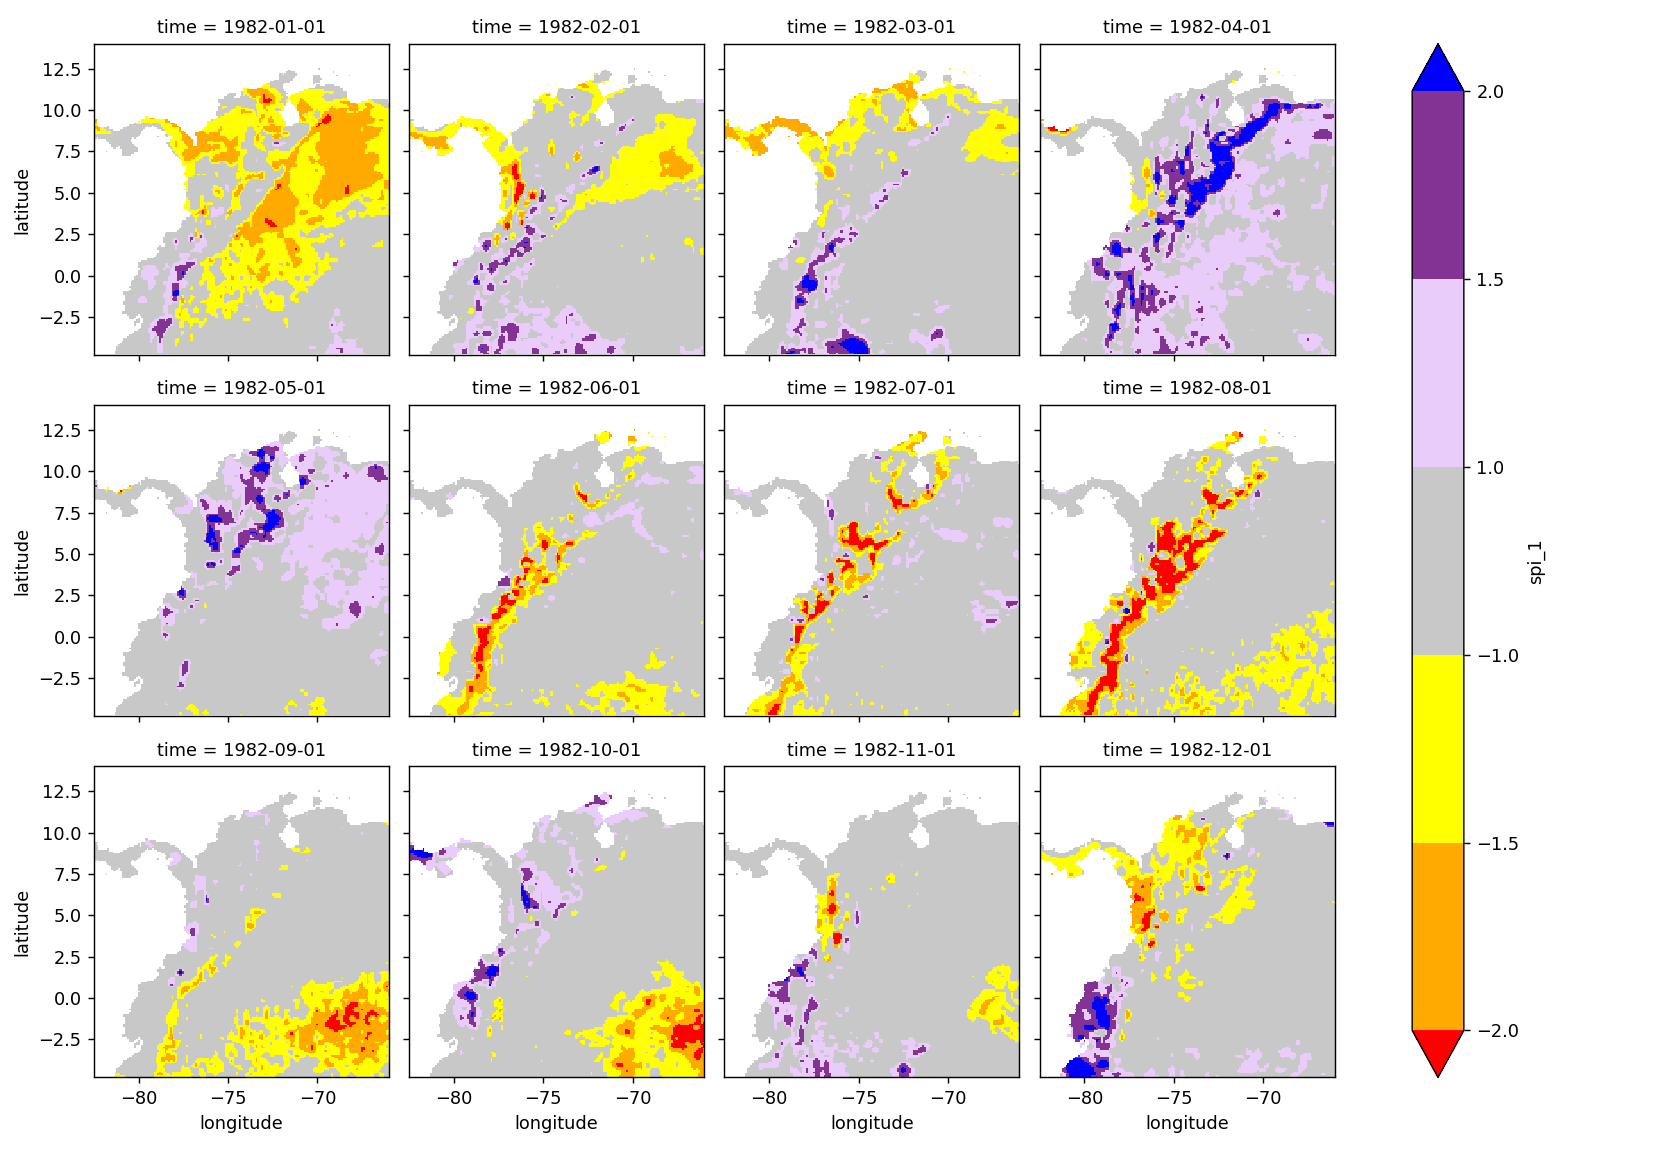 time = 1982-01-01
time = 1982-02-01
time = 1982-03-01
time = 1982-04-01
12.5
10.0
7.5
5.0
2.5
0.0
−2.5
latitude
time = 1982-05-01
time = 1982-06-01
time = 1982-07-01
time = 1982-08-01
12.5
10.0
7.5
5.0
2.5
0.0
−2.5
latitude
time = 1982-09-01
time = 1982-10-01
time = 1982-11-01
time = 1982-12-01
12.5
10.0
7.5
5.0
2.5
0.0
−2.5
latitude
−80 −75 −70
−80 −75 −70
−80 −75 −70
−80 −75 −70
longitude
longitude
longitude
longitude
2.0
1.5
1.0
−1.0
−1.5
−2.0
spi_1